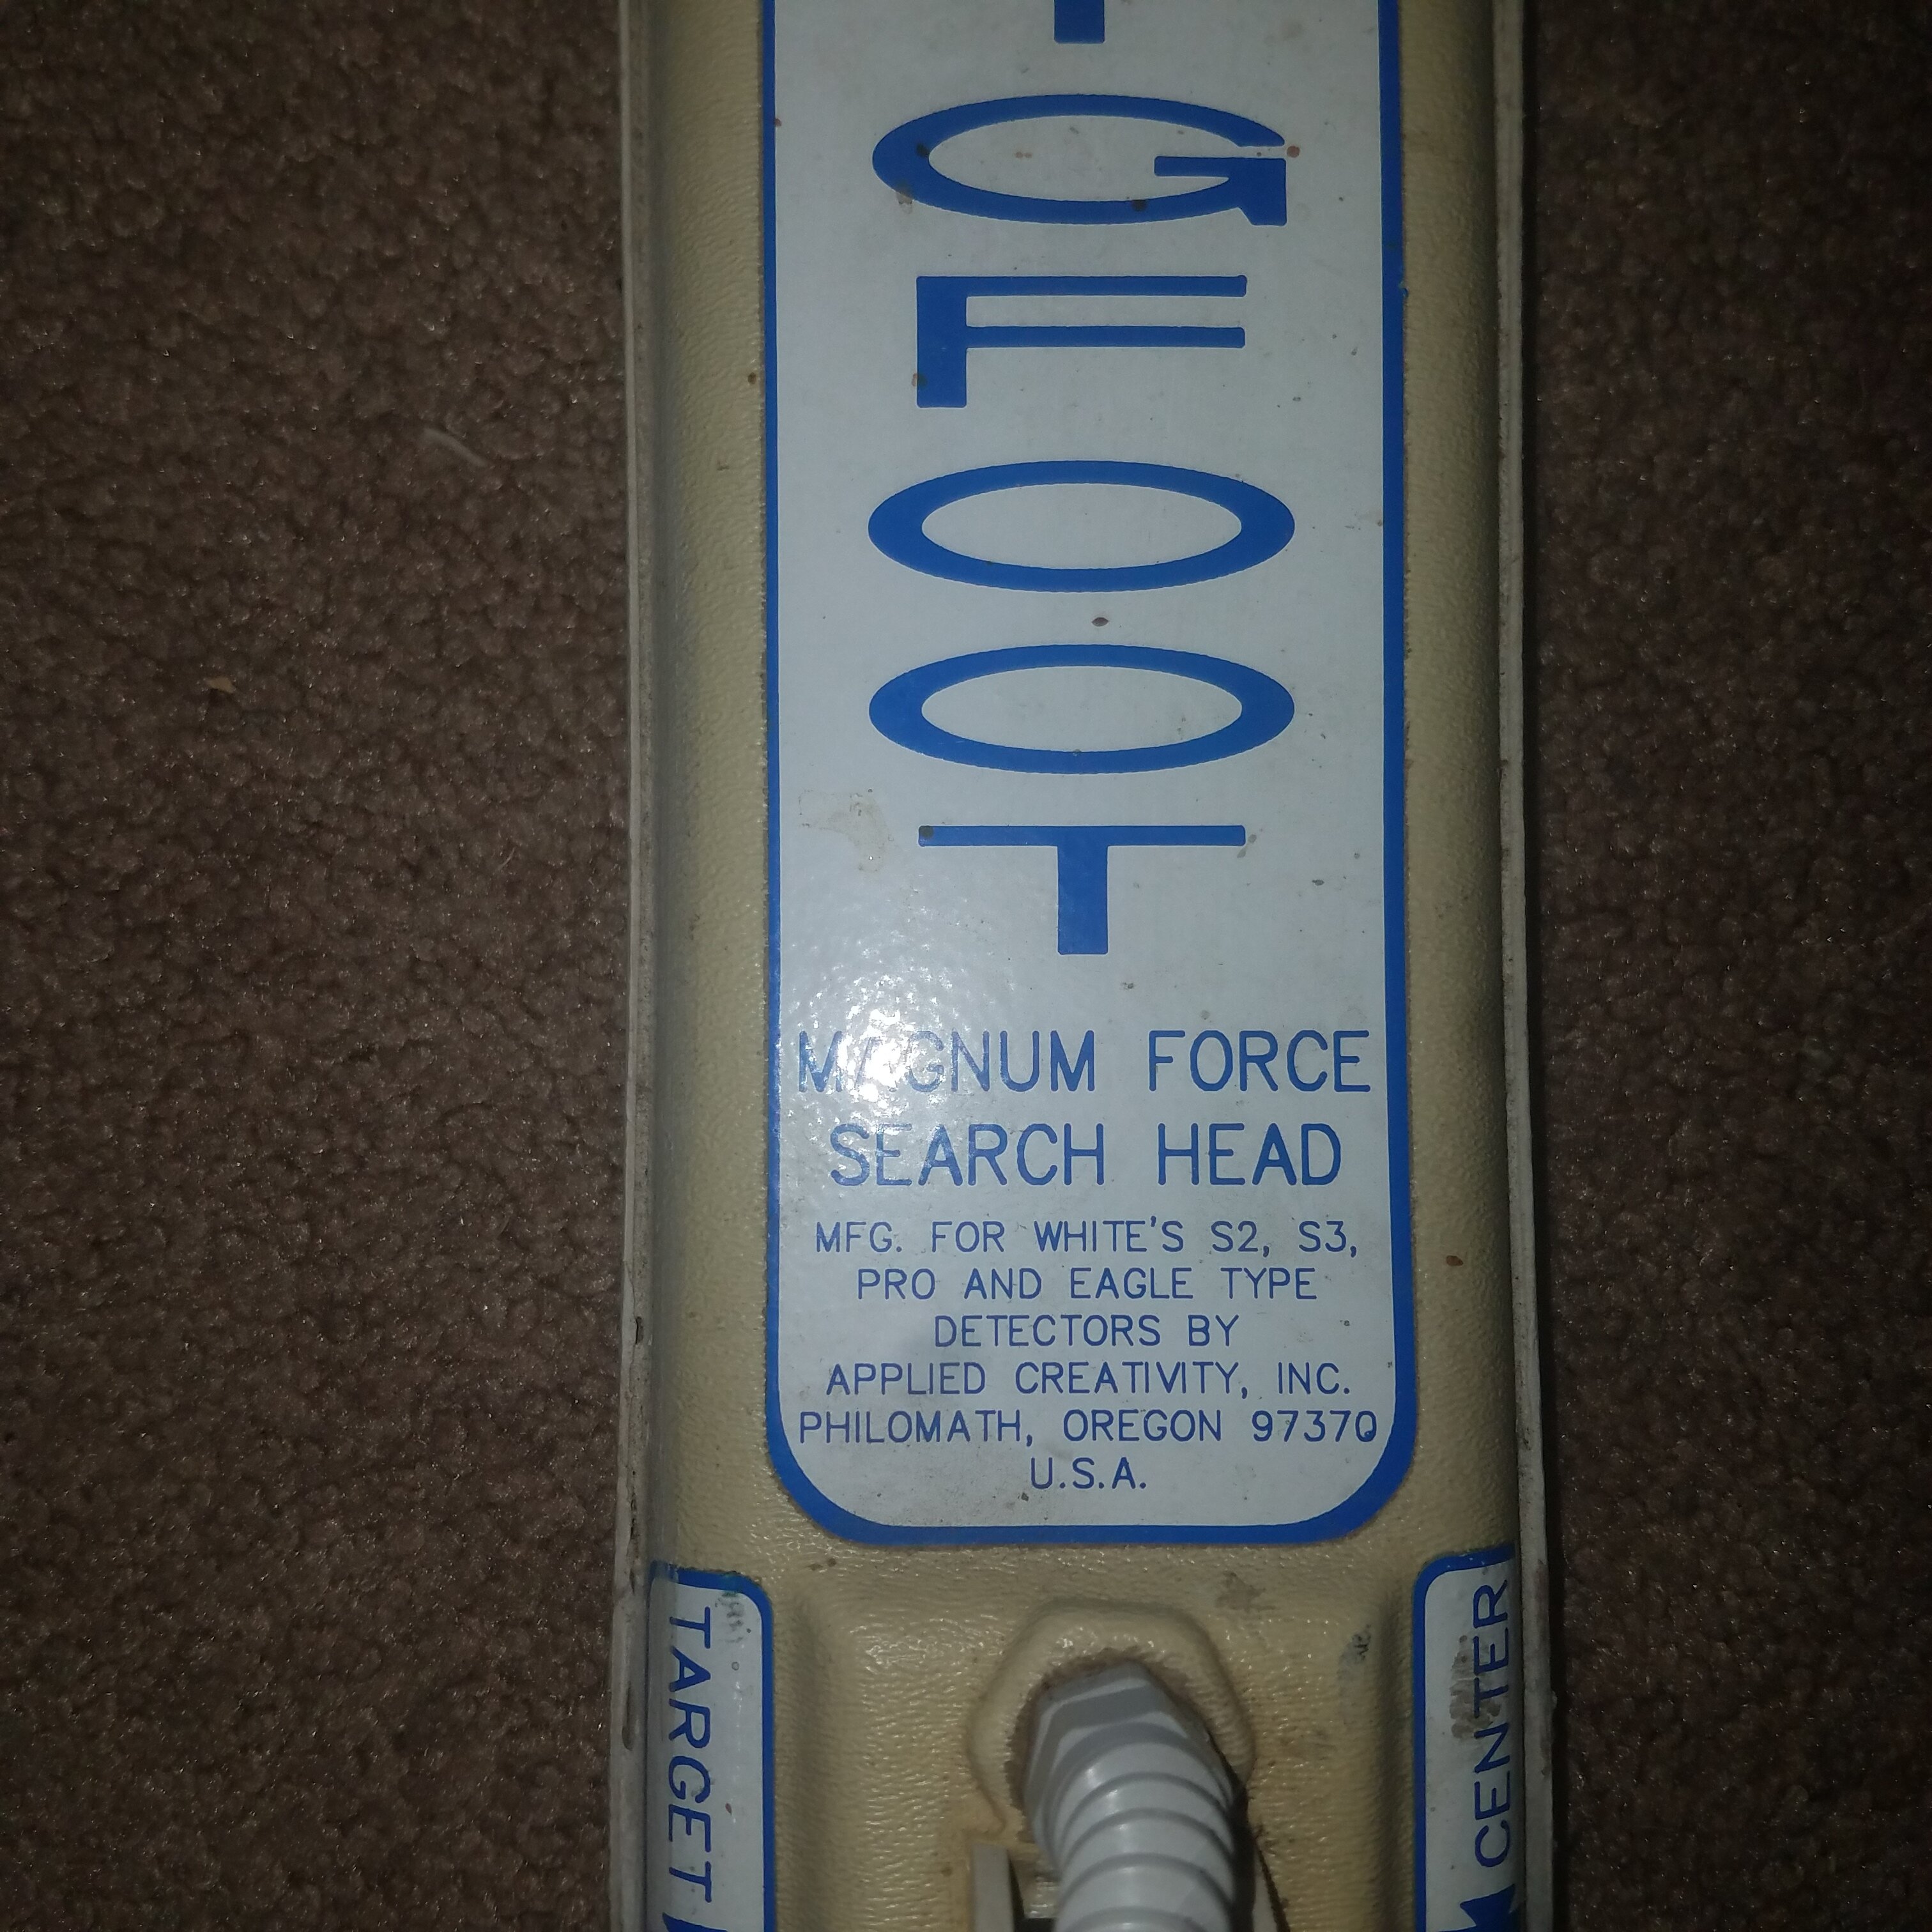 GFOOT
MAGNUM FORCE
SEARCH HEAD
MFG. FOR WHITE'S S2, S3,
PRO AND EAGLE TYPE
DETECTORS BY
APPLIED CREATIVITY, INC.
PHILOMATH, OREGON 97370
U.S.A.
TARGET
CENTER